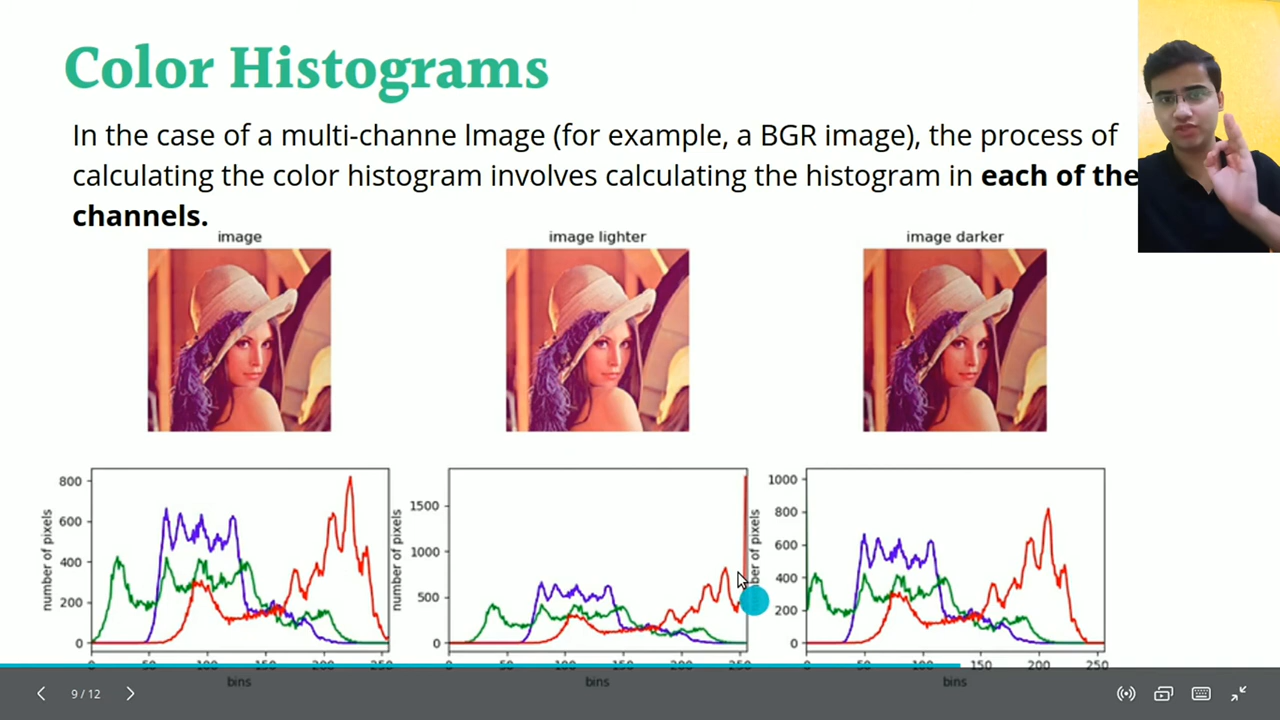 Color Histograms
In the case of a multi-channe lmage (for example, a BGR image), the process of
calculating the color histogram involves calculating the histogram in each of the
channels.
image
image lighter
image darker
number of pixels
800
600
400
200
0
0 50 100 150 200 250
bins
number of pixels
1500
1000
500
0
0 50 100 150 200 250
bins
number of pixels
1000
800
600
400
200
0
0 50 100 150 200 250
bins
9 / 12